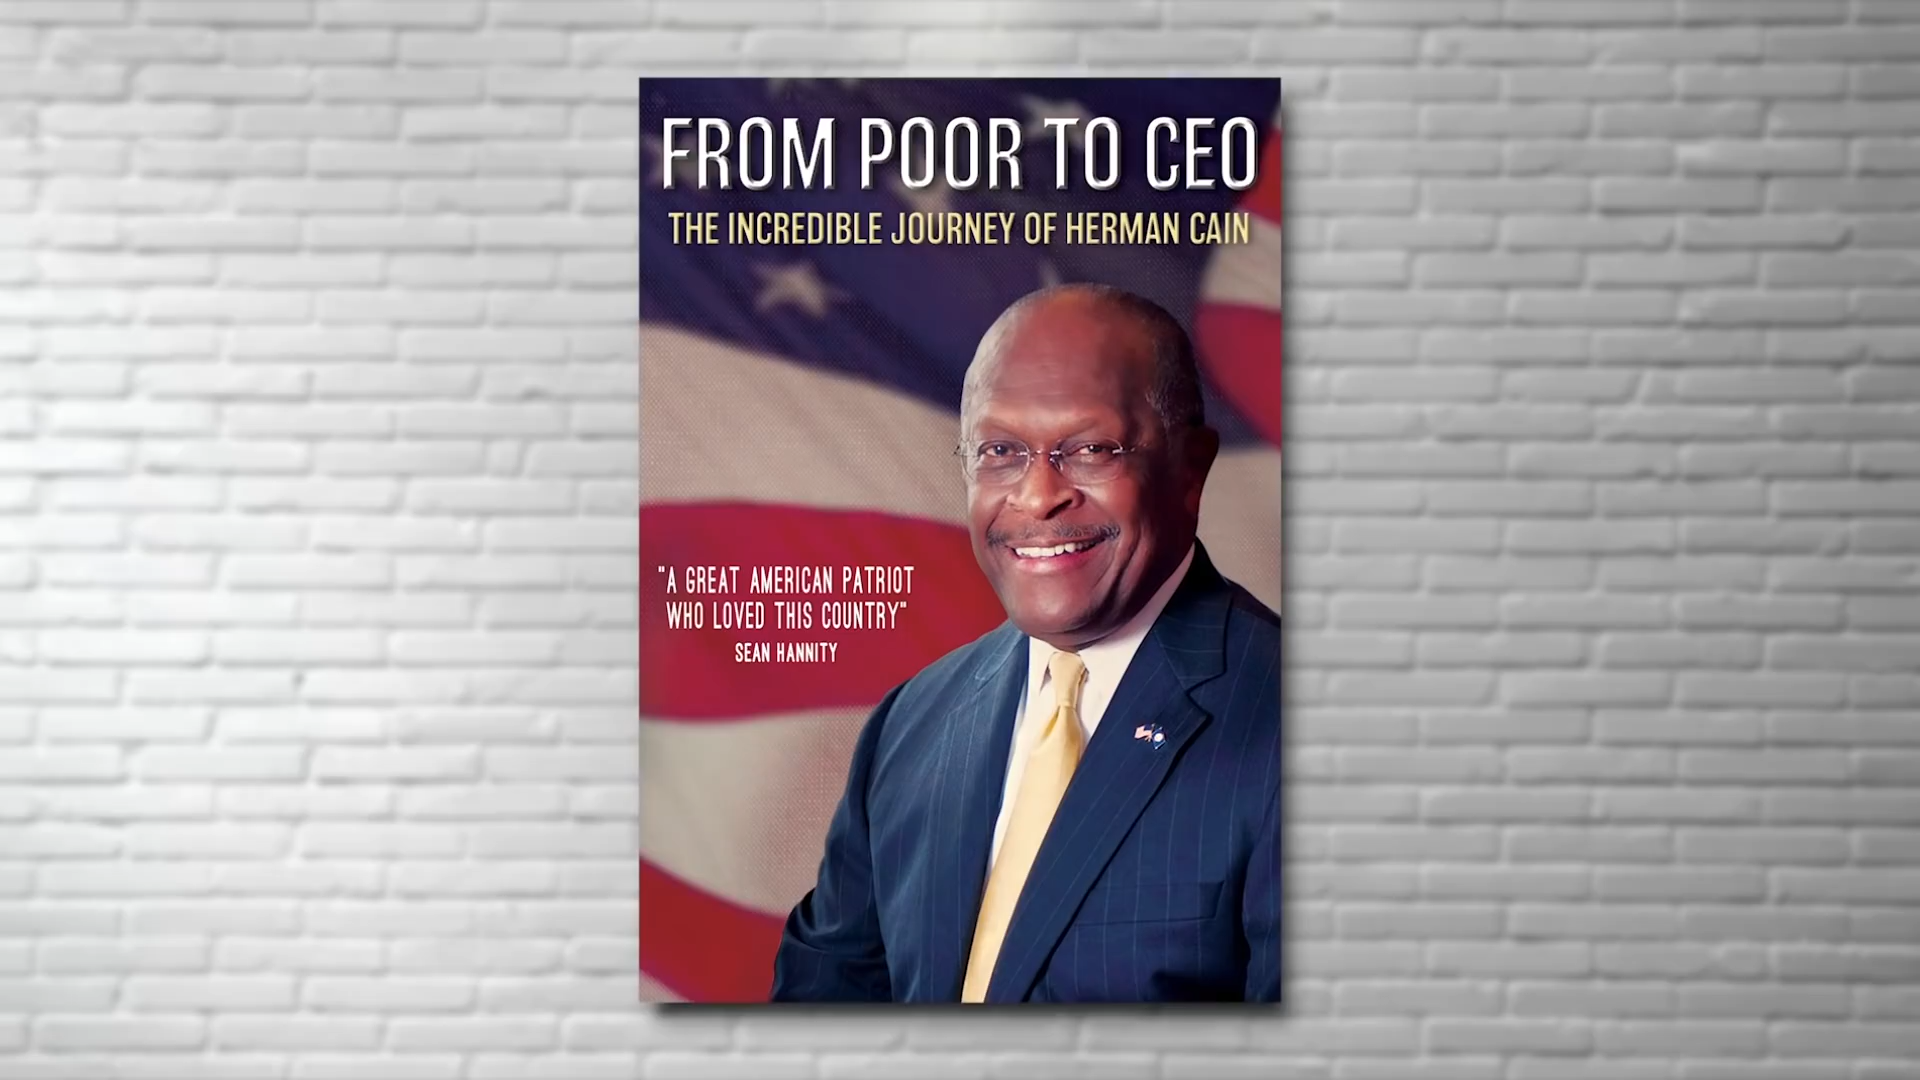 FROM POOR TO CEO
THE INCREDIBLE JOURNEY OF HERMAN CAIN
"A GREAT AMERICAN PATRIOT
WHO LOVED THIS COUNTRY"
SEAN HANNITY